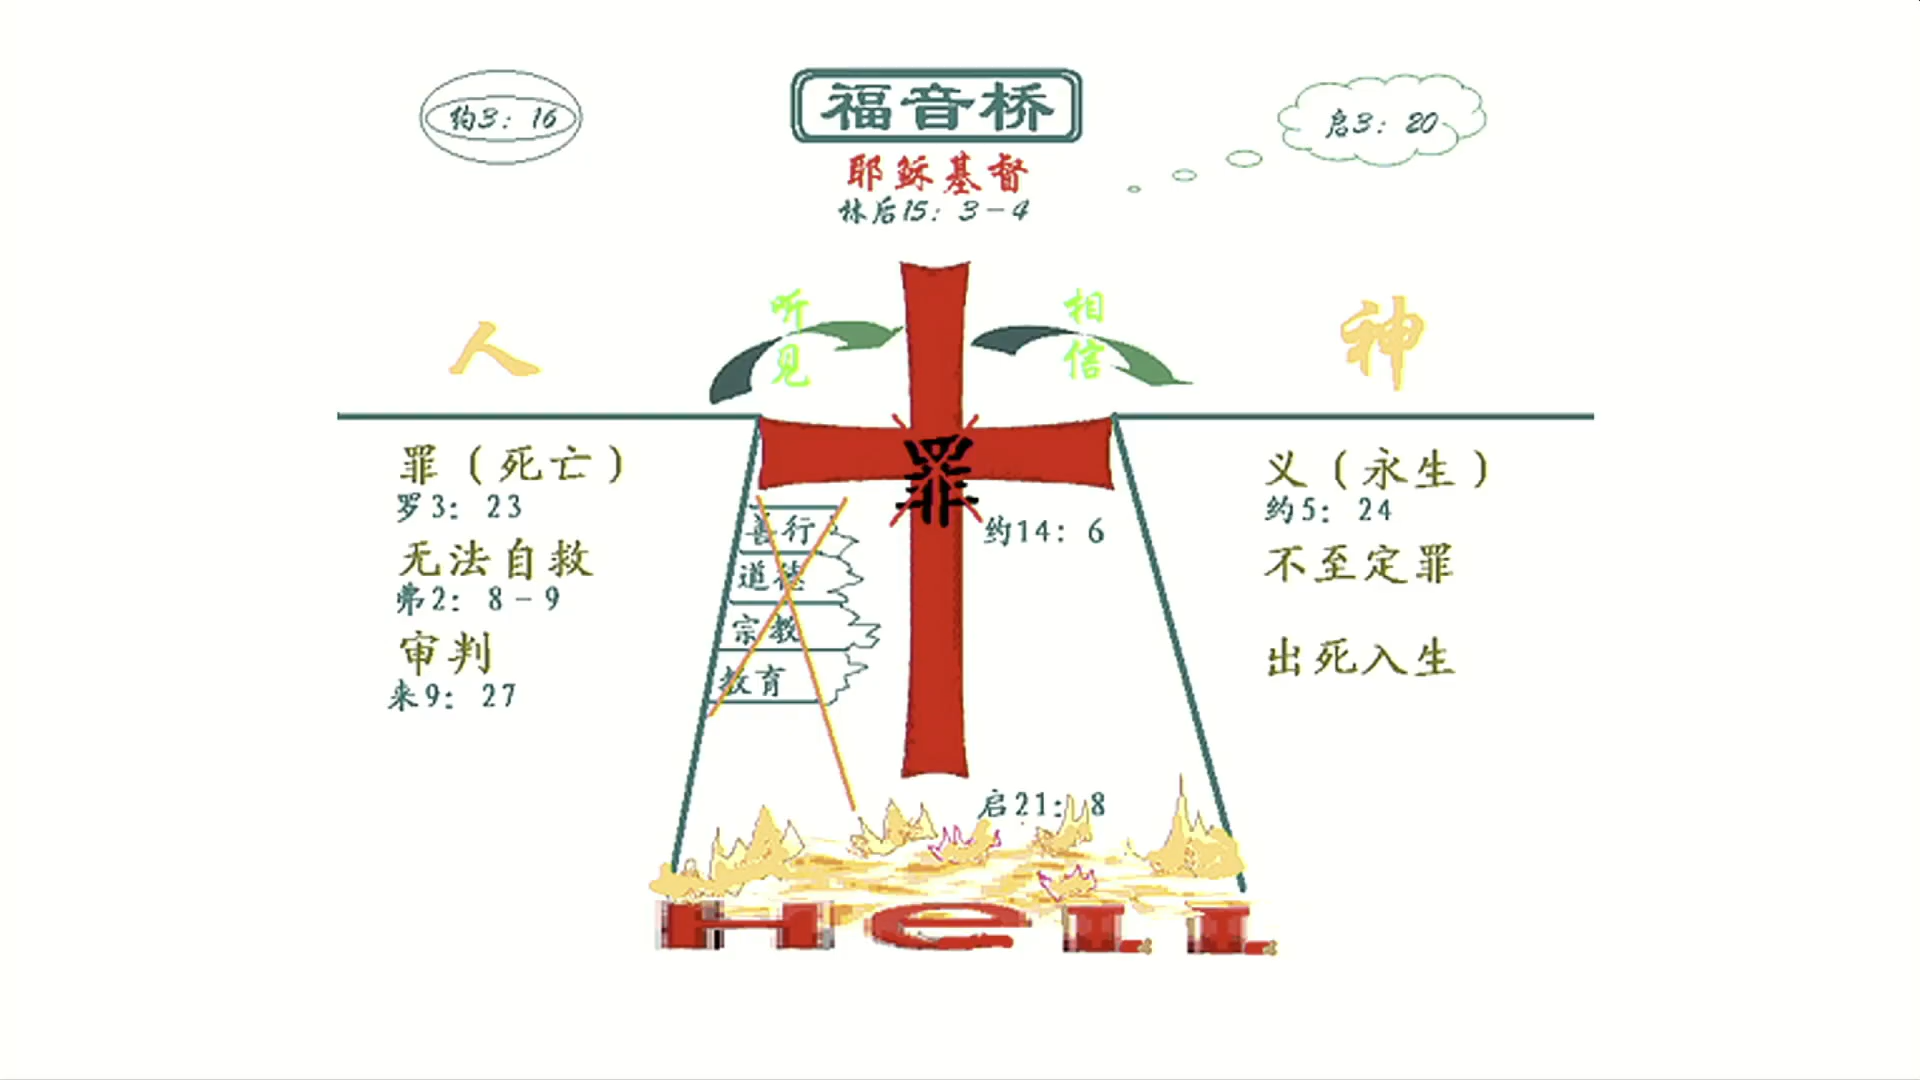 约3：16
福音桥
启3：20
耶稣基督
林后15：3－4
人
听见
相信
神
罪
罪（死亡）
罗3：23
无法自救
弗2：8－9
审判
来9：27
善行
道德
宗教
教育
约14：6
义（永生）
约5：24
不至定罪
出死入生
启21：8
HeLL